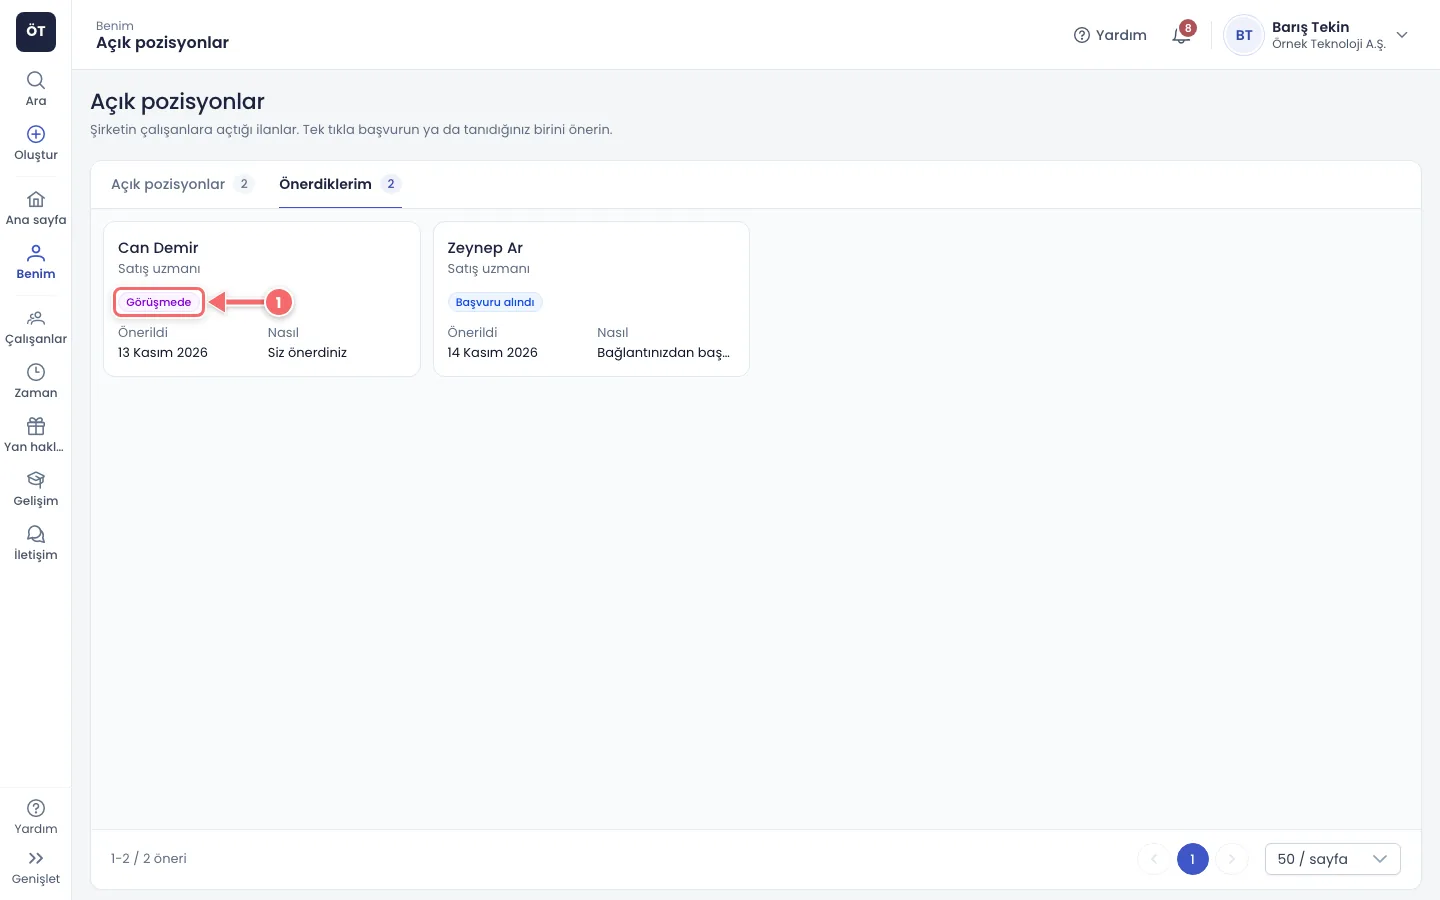 ÖT
Ara
Oluştur
Ana sayfa
Benim
Çalışanlar
Zaman
Yan hakl...
Gelişim
İletişim
Yardım
Genişlet
Benim
Açık pozisyonlar
Yardım
8
BT
Barış Tekin
Örnek Teknoloji A.Ş.
Açık pozisyonlar
Şirketin çalışanlara açtığı ilanlar. Tek tıkla başvurun ya da tanıdığınız birini önerin.
Açık pozisyonlar 2
Önerdiklerim 2
Can Demir
Satış uzmanı
Görüşmede
1
Önerildi
Nasıl
13 Kasım 2026
Siz önerdiniz
Zeynep Ar
Satış uzmanı
Başvuru alındı
Önerildi
Nasıl
14 Kasım 2026
Bağlantınızdan baş...
1-2 / 2 öneri
1
50 / sayfa